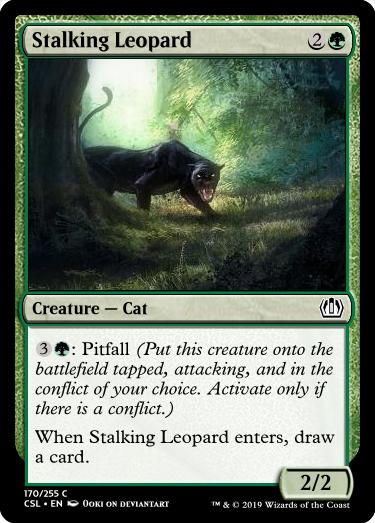 Stalking Leopard 2
Creature — Cat
3: Pitfall (Put this creature onto the
battlefield tapped, attacking, and in the
conflict of your choice. Activate only if
there is a conflict.)
When Stalking Leopard enters, draw
a card.
2/2
170/255 C
CSL • EN OOKI ON DEVIANTART
™ & © 2019 Wizards of the Coast